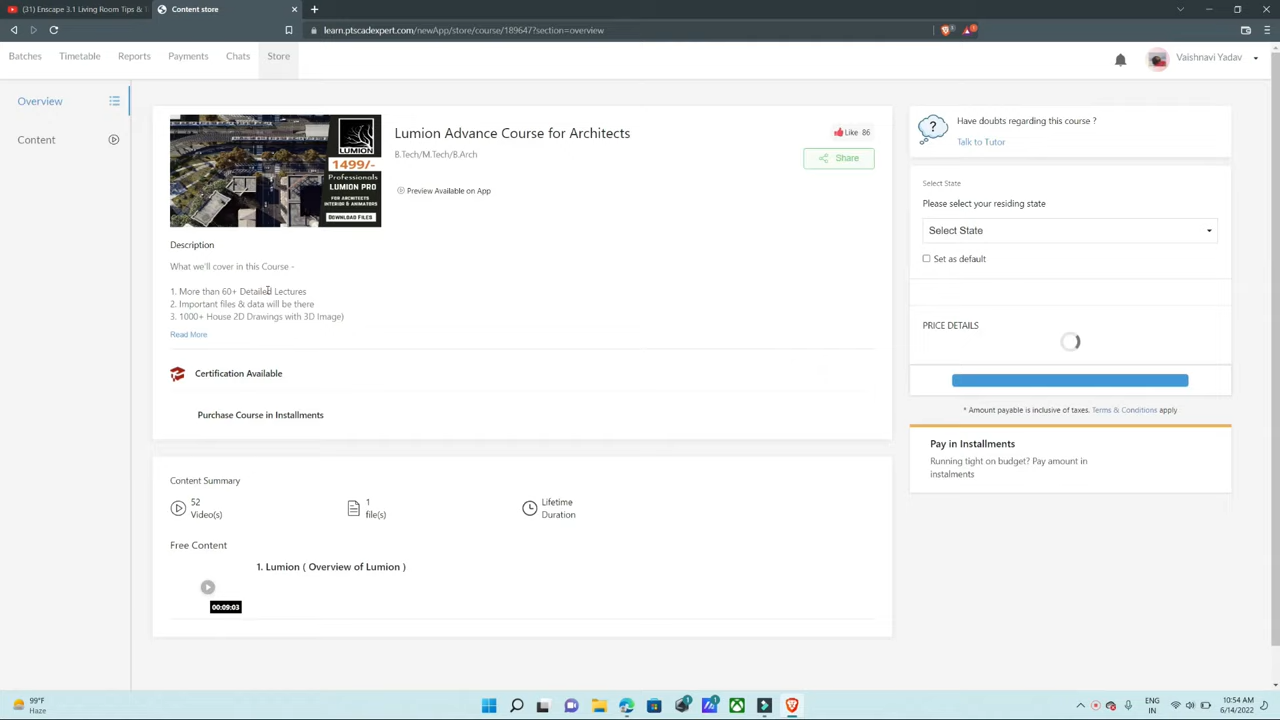 (31) Enscape 3.1 Living Room Tips &
Content store
learn.ptscadexpert.com/newApp/store/course/189647?section=overview
Batches
Timetable
Reports
Payments
Chats
Store
Vaishnavi Yadav
Overview
Content
LUMION
1499/-
Professionals
LUMION PRO
FOR ARCHITECTS
INTERIOR & ANIMATORS
DOWNLOAD FILES
Lumion Advance Course for Architects
B.Tech/M.Tech/B.Arch
Preview Available on App
Like 86
Share
Description
What we'll cover in this Course -
1. More than 60+ Detailed Lectures
2. Important files & data will be there
3. 1000+ House 2D Drawings with 3D Image)
Read More
Certification Available
Purchase Course in Installments
Content Summary
52
Video(s)
1
file(s)
Lifetime
Duration
Free Content
1. Lumion ( Overview of Lumion )
00:09:03
Have doubts regarding this course ?
Talk to Tutor
Select State
Please select your residing state
Select State
Set as default
PRICE DETAILS
* Amount payable is inclusive of taxes. Terms & Conditions apply
Pay in Installments
Running tight on budget? Pay amount in
instalments
99°F
Haze
ENG
IN
10:54 AM
6/14/2022